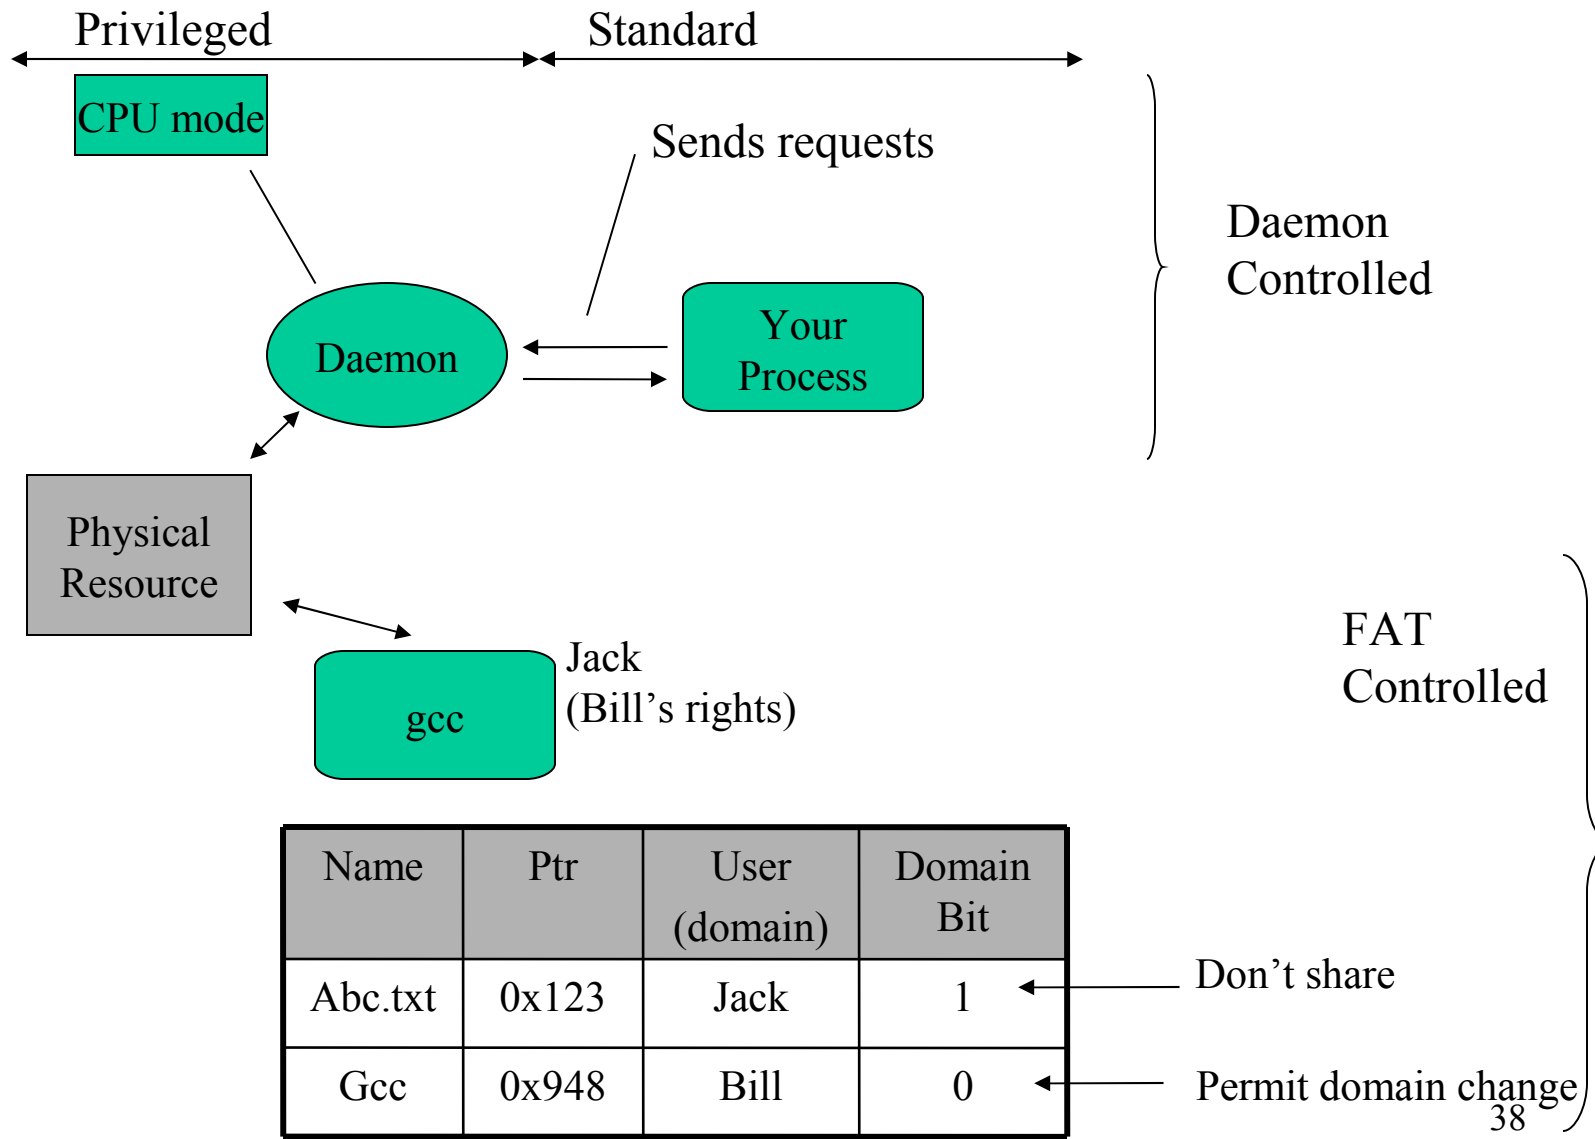 Privileged
Standard
CPU mode
Sends requests
Daemon
Controlled
Daemon
Your
Process
Physical
Resource
FAT
Controlled
Jack
(Bill’s rights)
gcc
Name Ptr User (domain) Domain Bit
Abc.txt 0x123 Jack 1
Don’t share
Gcc 0x948 Bill 0
Permit domain change
38